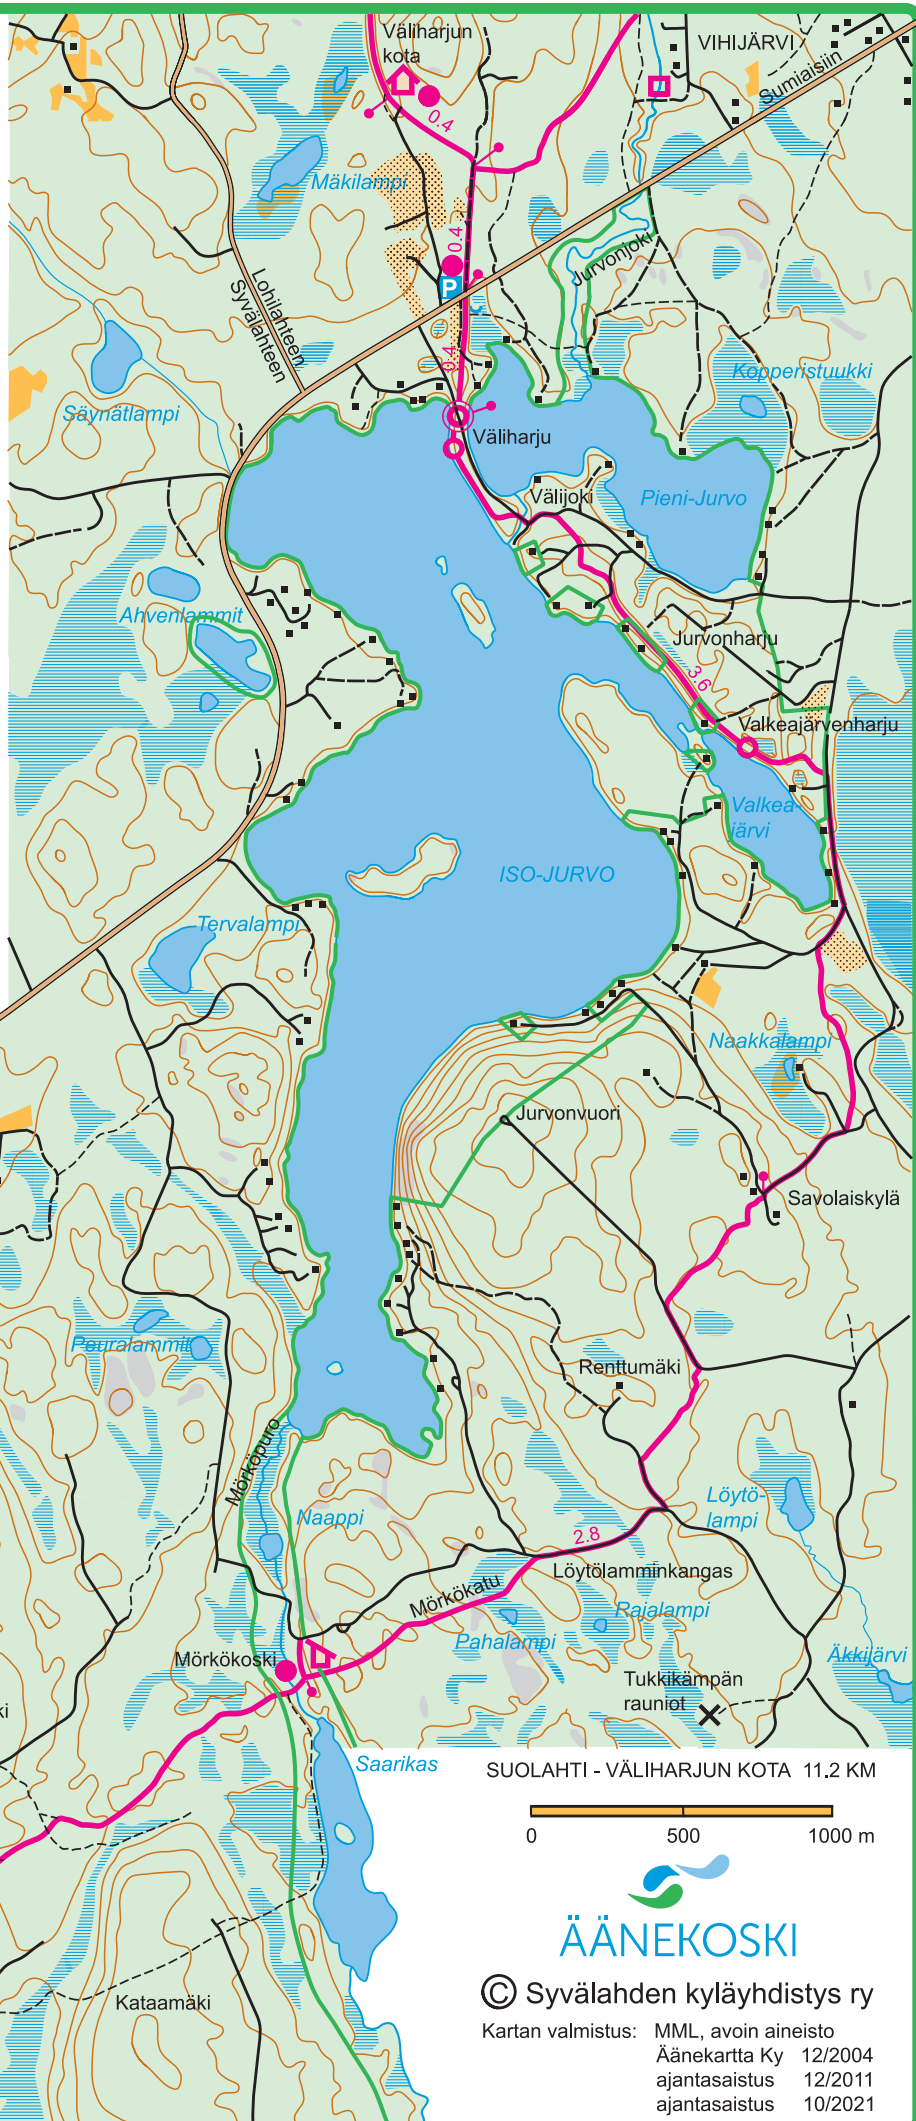 Väliharjun
kota
VIHIJÄRVI
Sumiaisiin
0.4
Mäkilampi
0.4
Jurvonjoki
P
Lohilahteen
Syvälahteen
0.4
Kopperistuukki
Säynätlampi
Väliharju
Välijoki
Pieni-Jurvo
Ahvenlammit
Jurvonharju
3.6
Valkeajärvenharju
Valkea-
järvi
ISO-JURVO
Tervalampi
Naakkalampi
Jurvonvuori
Savolaiskylä
Peuralammit
Renttumäki
Mörköpuro
Löytö-
lampi
Naappi
2.8
Löytölamminkangas
Mörkökatu
Rajalampi
Pahalampi
Mörkökoski
Äkkijärvi
Tukkikämpän
rauniot
ki
Saarikas
SUOLAHTI - VÄLIHARJUN KOTA 11.2 KM
0 500 1000 m
ÄÄNEKOSKI
© Syvälahden kyläyhdistys ry
Kataamäki
Kartan valmistus: MML, avoin aineisto
Äänekartta Ky 12/2004
ajantasaistus 12/2011
ajantasaistus 10/2021